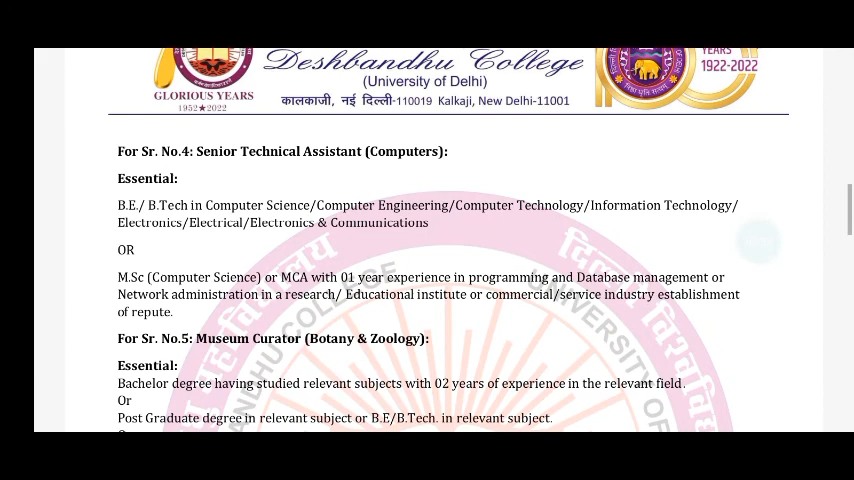 Deshbandhu College
YEARS
1922-2022
(University of Delhi)
GLORIOUS YEARS
1952★2022
कालकाजी, नई दिल्ली-110019 Kalkaji, New Delhi-11001
For Sr. No.4: Senior Technical Assistant (Computers):
Essential:
B.E./ B.Tech in Computer Science/Computer Engineering/Computer Technology/Information Technology/
Electronics/Electrical/Electronics & Communications
OR
M.Sc (Computer Science) or MCA with 01 year experience in programming and Database management or
Network administration in a research/ Educational institute or commercial/service industry establishment
of repute.
For Sr. No.5: Museum Curator (Botany & Zoology):
Essential:
Bachelor degree having studied relevant subjects with 02 years of experience in the relevant field.
Or
Post Graduate degree in relevant subject or B.E/B.Tech. in relevant subject.